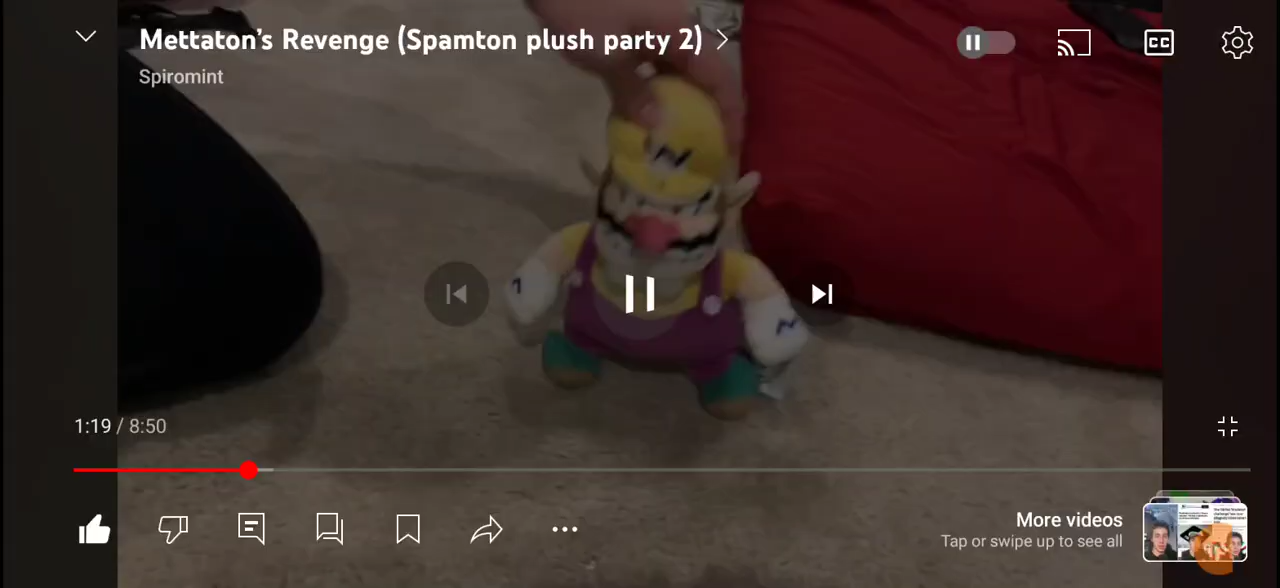 Mettaton's Revenge (Spamton plush party 2)
Spiromint
CC
1:19 / 8:50
More videos
Tap or swipe up to see all